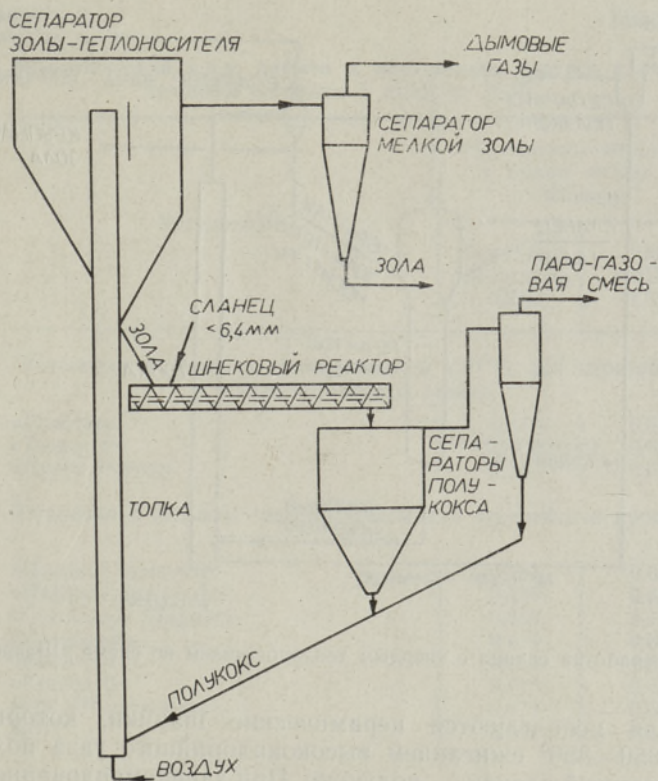 СЕПАРАТОР
ЗОЛЫ-ТЕПЛОНОСИТЕЛЯ
ДЫМОВЫЕ
ГАЗЫ
СЕПАРАТОР
МЕЛКОЙ ЗОЛЫ
ЗОЛА
ПАРО-ГАЗО-
ВАЯ СМЕСЬ
СЛАНЕЦ
<6,4мм
ЗОЛА
ШНЕКОВЫЙ РЕАКТОР
СЕПА-
РАТОРЫ
ПОЛУ-
КОКСА
ТОПКА
ПОЛУКОКС
ВОЗДУХ